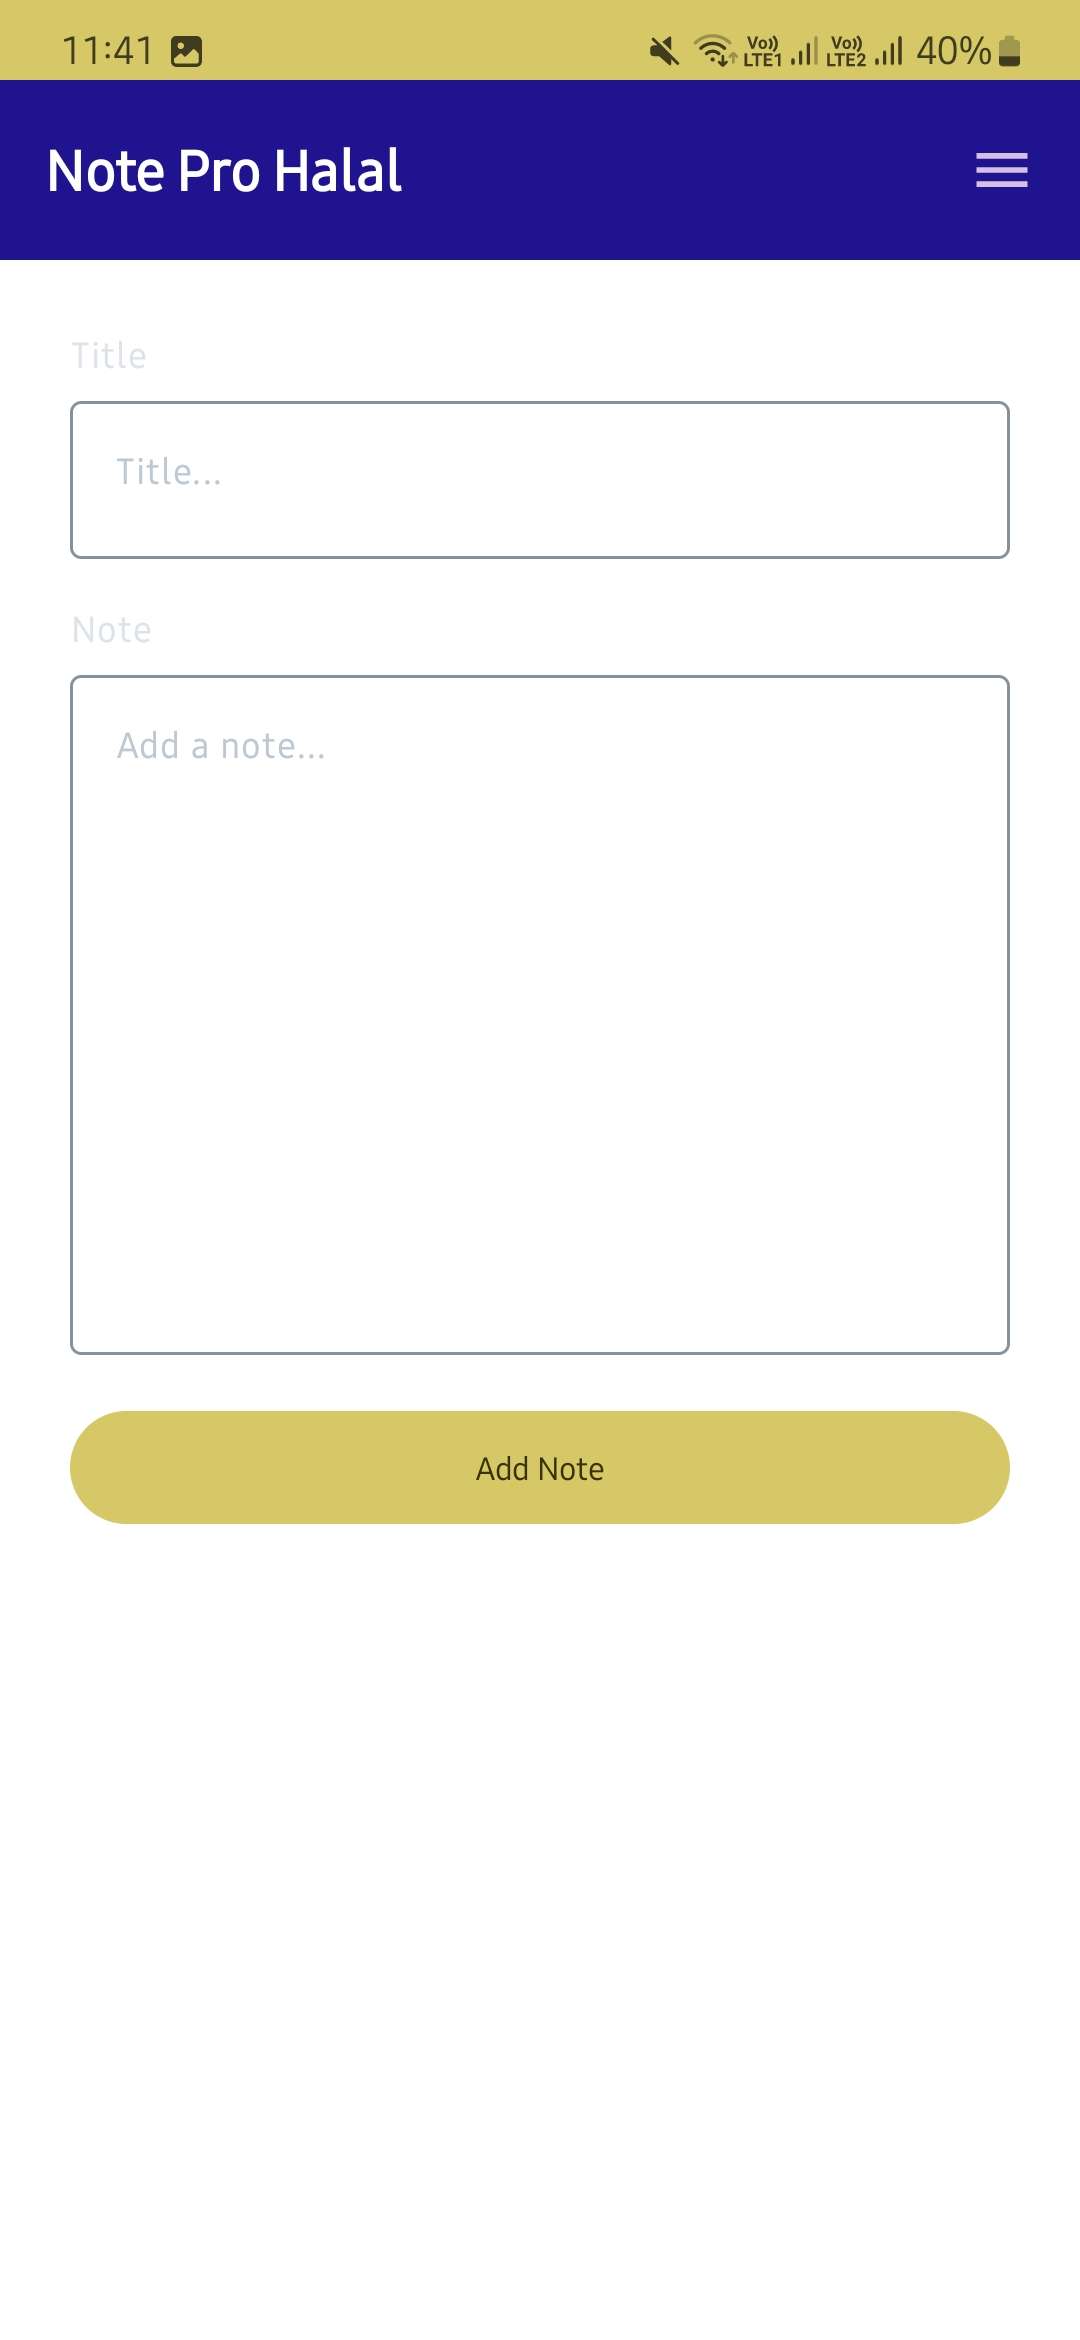 11:41
Vo)) LTE1 Vo)) LTE2 40%
Note Pro Halal
Title
Title...
Note
Add a note...
Add Note